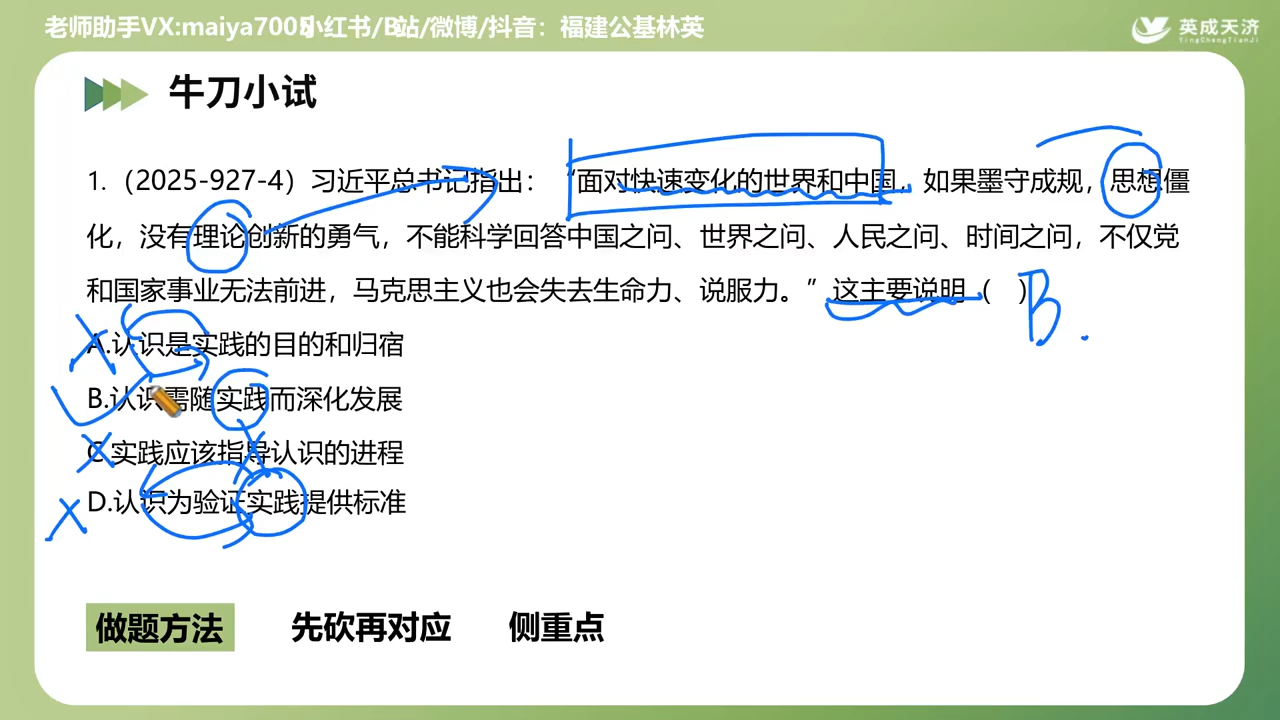 老师助手VX:maiya7005小红书/B站/微博/抖音：福建公基林英
英成天济
YingChengTianJi
牛刀小试
1.（2025-927-4）习近平总书记指出：“面对快速变化的世界和中国，如果墨守成规，思想僵
化，没有理论创新的勇气，不能科学回答中国之问、世界之问、人民之问、时间之问，不仅党
和国家事业无法前进，马克思主义也会失去生命力、说服力。”这主要说明（ ）
B.
A.认识是实践的目的和归宿
B.认识需随实践而深化发展
C.实践应该指导认识的进程
D.认识为验证实践提供标准
做题方法 先砍再对应 侧重点